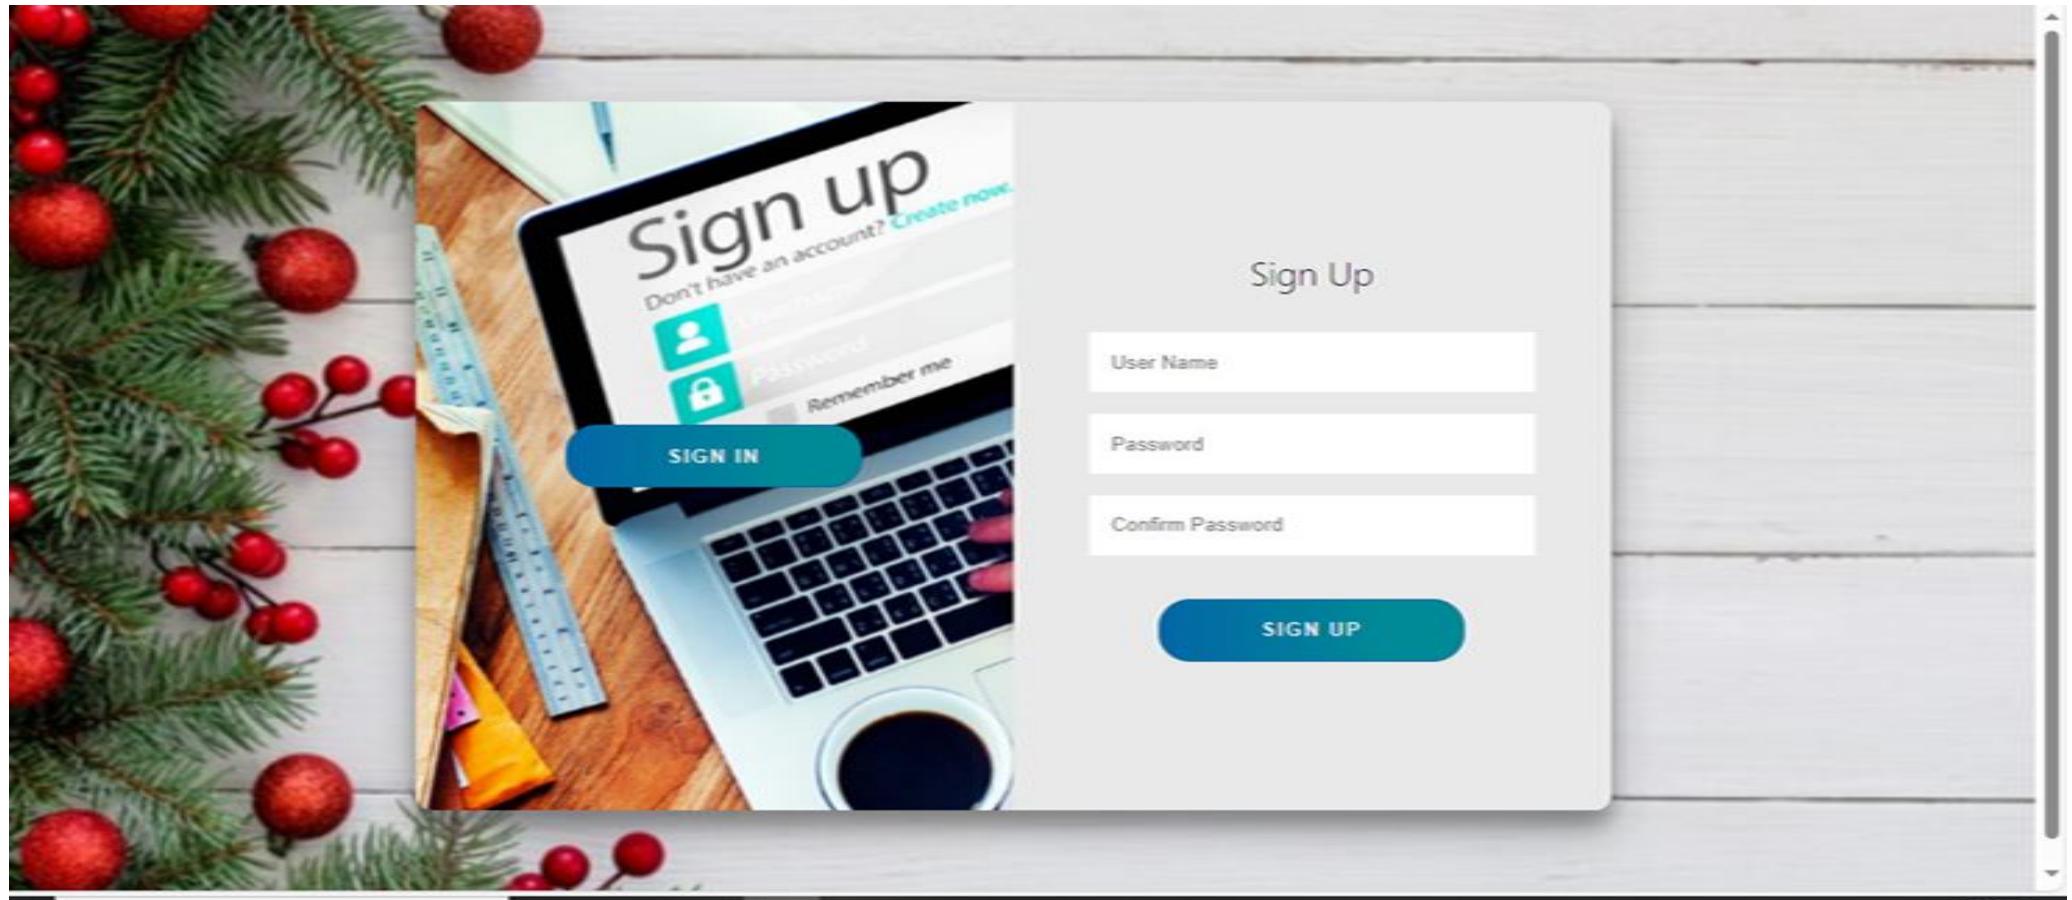 Sign up
Don't have an account? Create now.
Password
Remember me
SIGN IN
Sign Up
User Name
Password
Confirm Password
SIGN UP